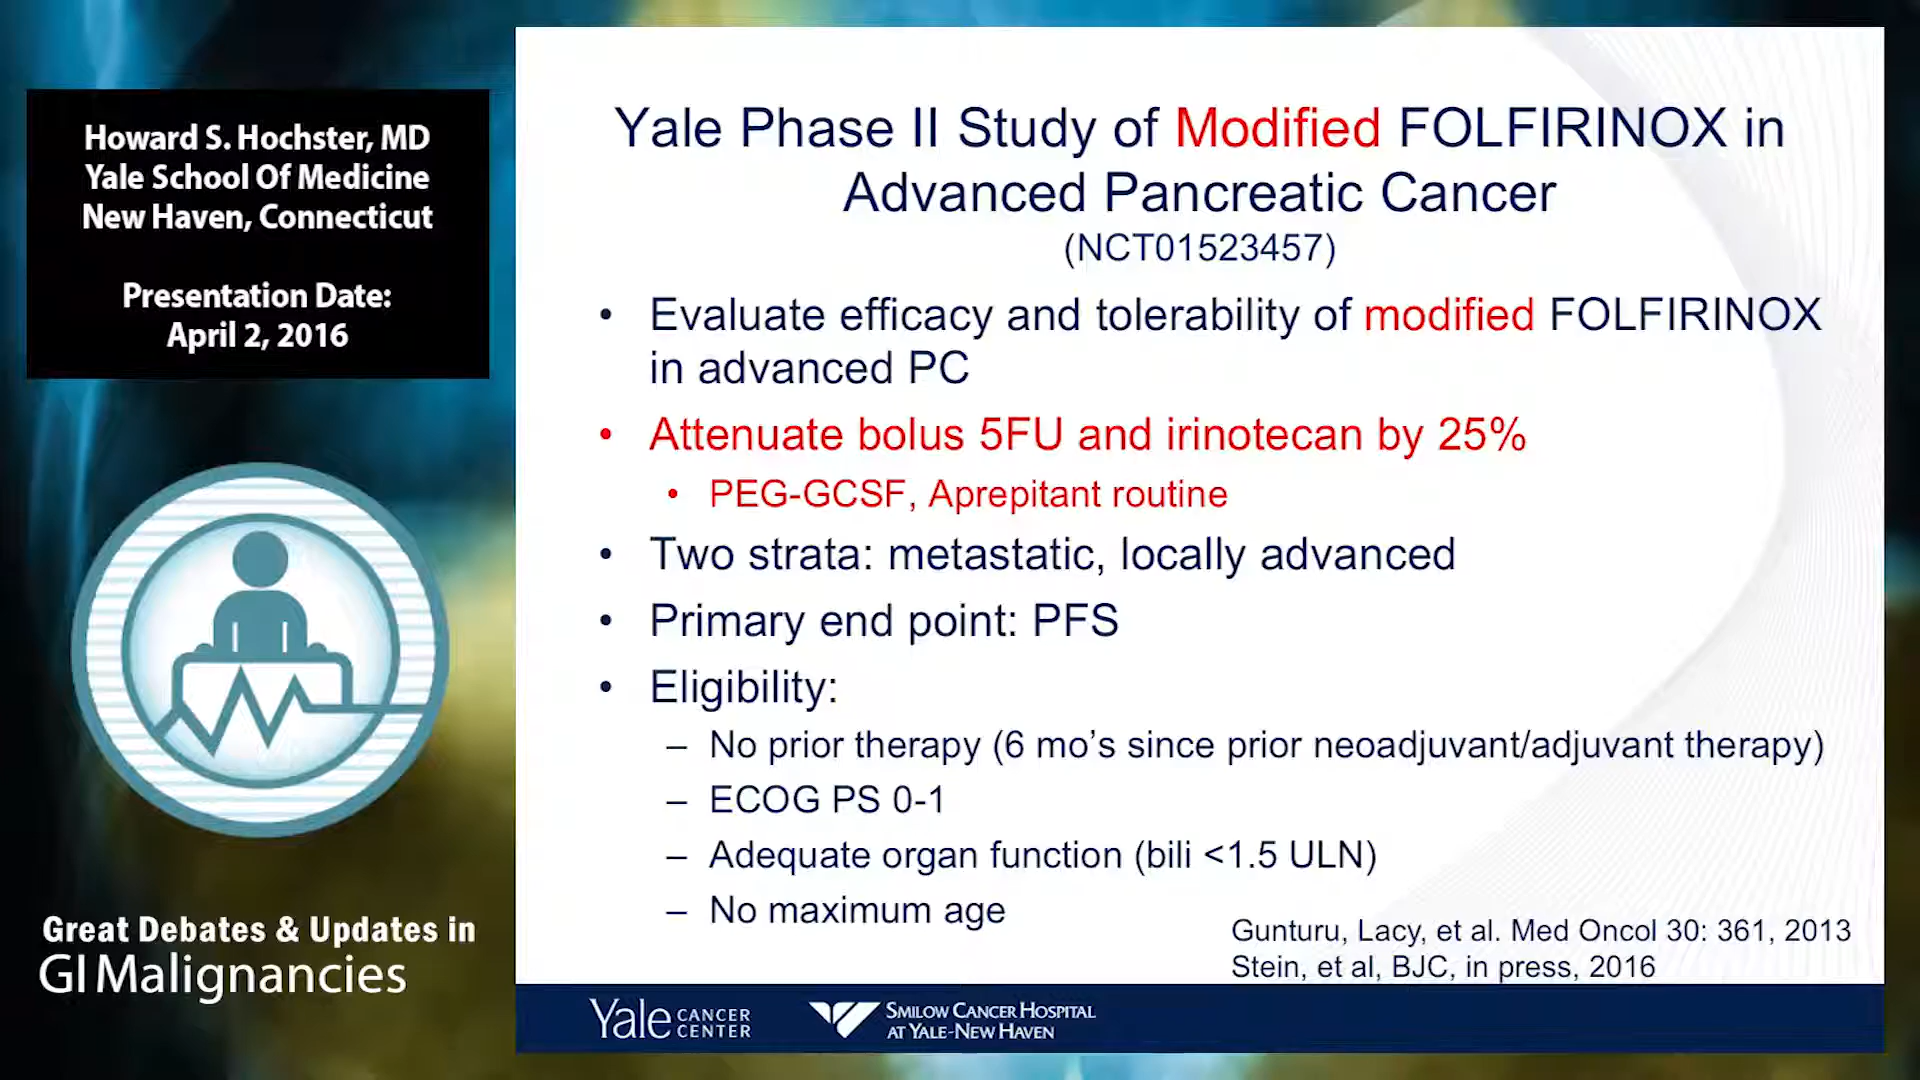 Howard S. Hochster, MD
Yale School Of Medicine
New Haven, Connecticut
Presentation Date:
April 2, 2016
Great Debates & Updates in
GI Malignancies
Yale Phase II Study of Modified FOLFIRINOX in
Advanced Pancreatic Cancer
(NCT01523457)
• Evaluate efficacy and tolerability of modified FOLFIRINOX
in advanced PC
• Attenuate bolus 5FU and irinotecan by 25%
• PEG-GCSF, Aprepitant routine
• Two strata: metastatic, locally advanced
• Primary end point: PFS
• Eligibility:
– No prior therapy (6 mo's since prior neoadjuvant/adjuvant therapy)
– ECOG PS 0-1
– Adequate organ function (bili <1.5 ULN)
– No maximum age
Gunturu, Lacy, et al. Med Oncol 30: 361, 2013
Stein, et al, BJC, in press, 2016
Yale CANCER CENTER
SMILOW CANCER HOSPITAL
AT YALE-NEW HAVEN